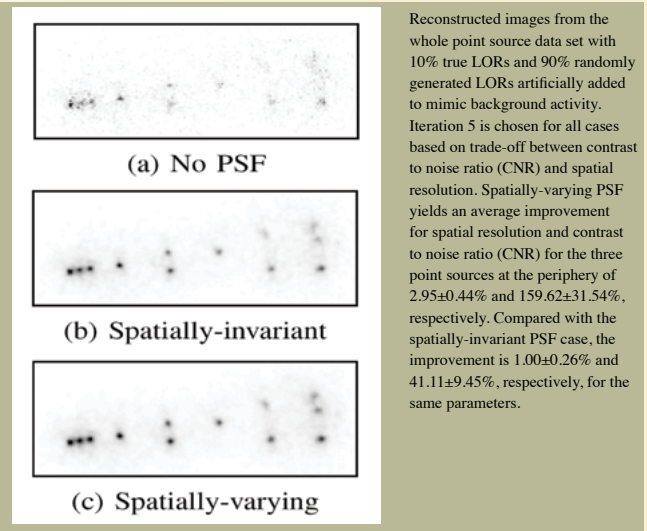 (a) No PSF
(b) Spatially-invariant
(c) Spatially-varying
Reconstructed images from the
whole point source data set with
10% true LORs and 90% randomly
generated LORs artificially added
to mimic background activity.
Iteration 5 is chosen for all cases
based on trade-off between contrast
to noise ratio (CNR) and spatial
resolution. Spatially-varying PSF
yields an average improvement
for spatial resolution and contrast
to noise ratio (CNR) for the three
point sources at the periphery of
2.95±0.44% and 159.62±31.54%,
respectively. Compared with the
spatially-invariant PSF case, the
improvement is 1.00±0.26% and
41.11±9.45%, respectively, for the
same parameters.